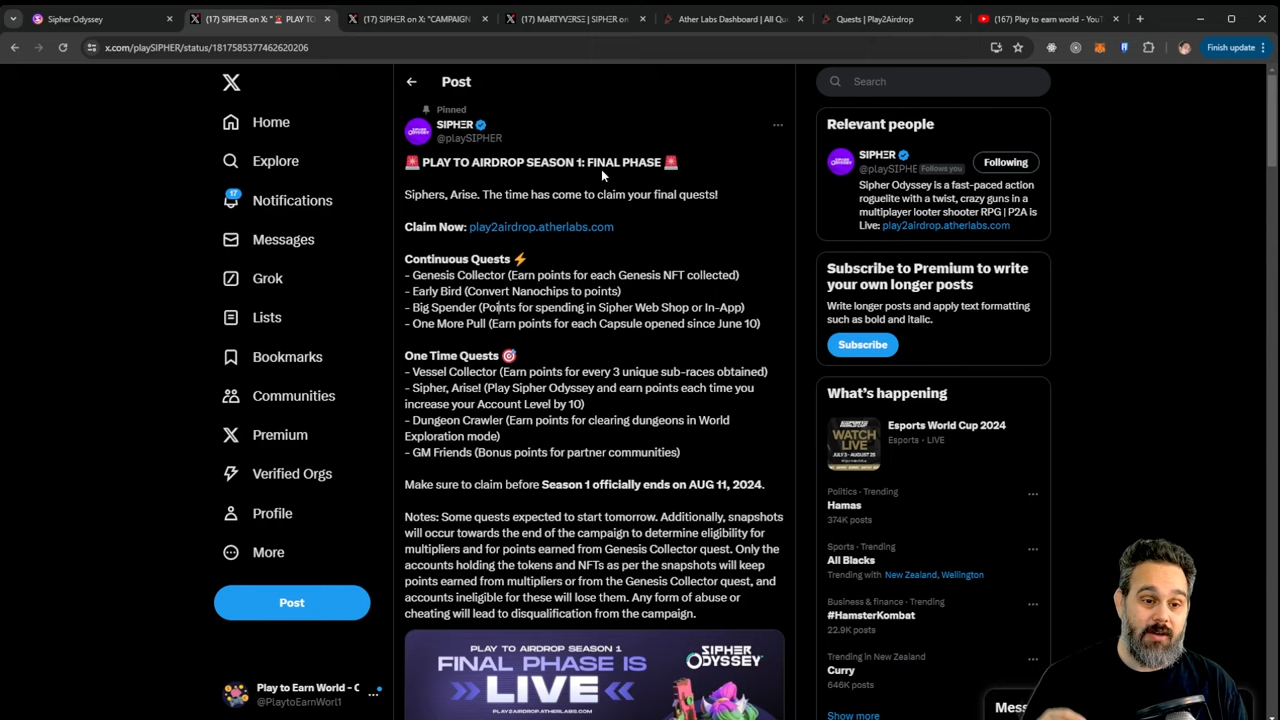 Sipher Odyssey
(17) SIPHER on X: "🚨 PLAY TO
(17) SIPHER on X: "CAMPAIGN
(17) MARTYVERSE | SIPHER on
Ather Labs Dashboard | All Que
Quests | Play2Airdrop
(167) Play to earn world - YouT
x.com/playSIPHER/status/1817585377462620206
Finish update
Post
Search
Pinned
SIPHER
@playSIPHER
🚨 PLAY TO AIRDROP SEASON 1: FINAL PHASE 🚨
Siphers, Arise. The time has come to claim your final quests!
Claim Now: play2airdrop.atherlabs.com
Continuous Quests ⚡
- Genesis Collector (Earn points for each Genesis NFT collected)
- Early Bird (Convert Nanochips to points)
- Big Spender (Points for spending in Sipher Web Shop or In-App)
- One More Pull (Earn points for each Capsule opened since June 10)
One Time Quests 🎯
- Vessel Collector (Earn points for every 3 unique sub-races obtained)
- Sipher, Arise! (Play Sipher Odyssey and earn points each time you
increase your Account Level by 10)
- Dungeon Crawler (Earn points for clearing dungeons in World
Exploration mode)
- GM Friends (Bonus points for partner communities)
Make sure to claim before Season 1 officially ends on AUG 11, 2024.
Notes: Some quests expected to start tomorrow. Additionally, snapshots
will occur towards the end of the campaign to determine eligibility for
multipliers and for points earned from Genesis Collector quest. Only the
accounts holding the tokens and NFTs as per the snapshots will keep
points earned from multipliers or from the Genesis Collector quest, and
accounts ineligible for these will lose them. Any form of abuse or
cheating will lead to disqualification from the campaign.
PLAY TO AIRDROP SEASON 1
FINAL PHASE IS
LIVE
PLAY2AIRDROP.ATHERLABS.COM
SIPHER
ODYSSEY
Home
Explore
17
Notifications
Messages
Grok
Lists
Bookmarks
Communities
Premium
Verified Orgs
Profile
More
Post
Play to Earn World - C
@PlaytoEarnWorl1
Relevant people
SIPHER
@playSIPHE Follows you
Following
Sipher Odyssey is a fast-paced action
roguelite with a twist, crazy guns in a
multiplayer looter shooter RPG | P2A is
Live: play2airdrop.atherlabs.com
Subscribe to Premium to write
your own longer posts
Write longer posts and apply text formatting
such as bold and italic.
Subscribe
What's happening
WATCH
LIVE
JULY 3 - AUGUST 25
Esports World Cup 2024
Esports · LIVE
Politics · Trending
Hamas
374K posts
Sports · Trending
All Blacks
Trending with New Zealand, Wellington
Business & finance · Trending
#HamsterKombat
22.9K posts
Trending in New Zealand
Curry
646K posts
Show more
Mess